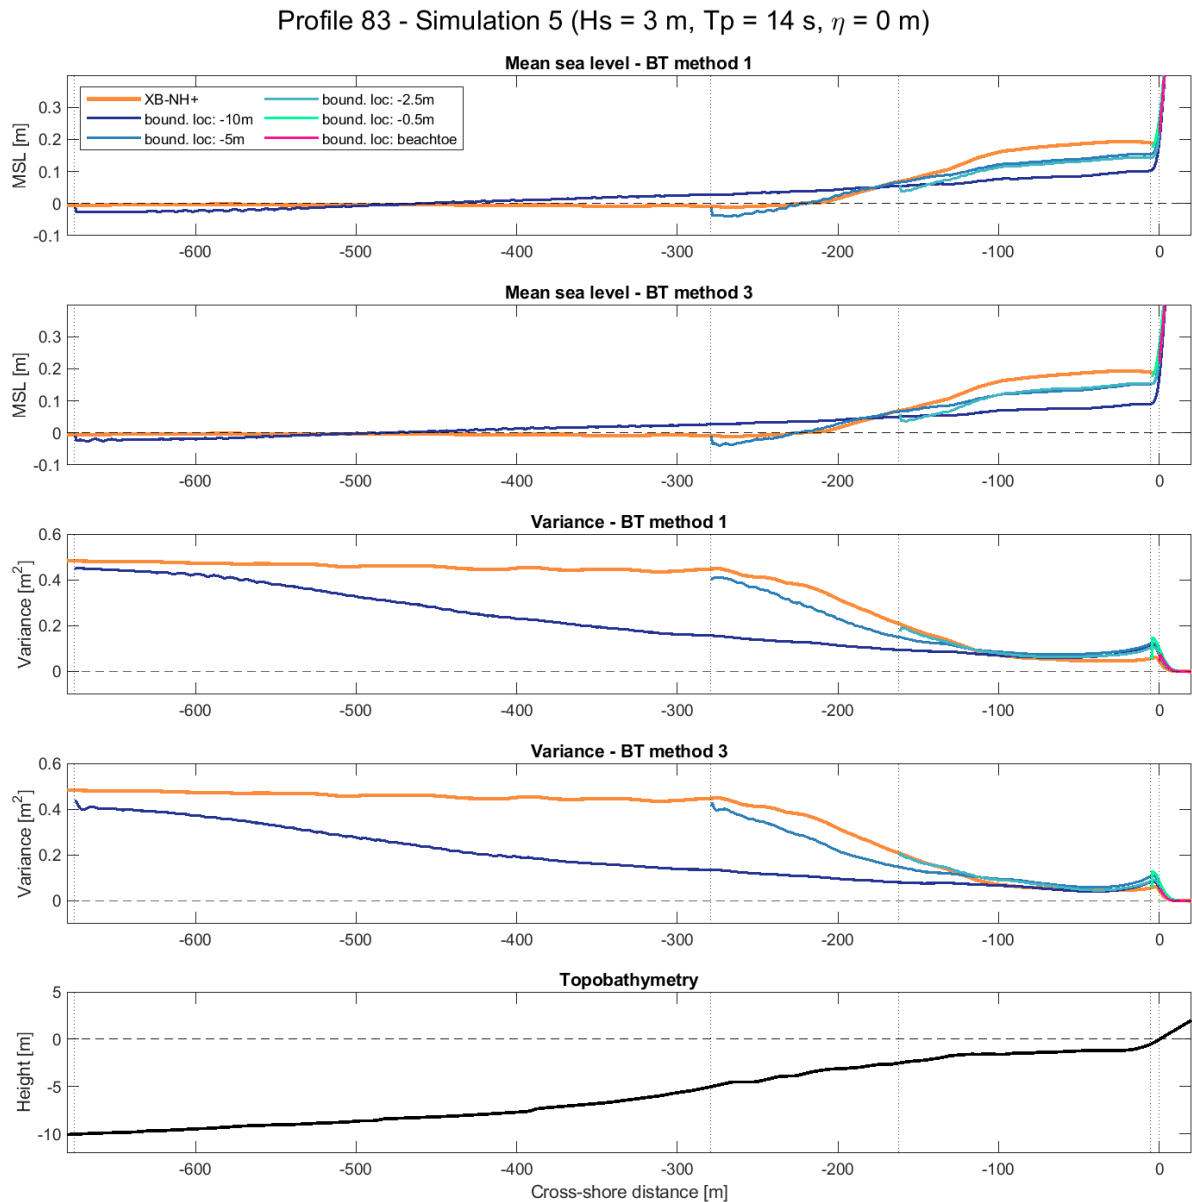 Profile 83 - Simulation 5 (Hs = 3 m, Tp = 14 s, η = 0 m)
Mean sea level - BT method 1
MSL [m]
0.3
0.2
0.1
0
-0.1
XB-NH+
bound. loc: -10m
bound. loc: -5m
bound. loc: -2.5m
bound. loc: -0.5m
bound. loc: beachtoe
-600 -500 -400 -300 -200 -100 0
Mean sea level - BT method 3
MSL [m]
0.3
0.2
0.1
0
-0.1
-600 -500 -400 -300 -200 -100 0
Variance - BT method 1
Variance [m²]
0.6
0.4
0.2
0
-600 -500 -400 -300 -200 -100 0
Variance - BT method 3
Variance [m²]
0.6
0.4
0.2
0
-600 -500 -400 -300 -200 -100 0
Topobathymetry
Height [m]
5
0
-5
-10
-600 -500 -400 -300 -200 -100 0
Cross-shore distance [m]